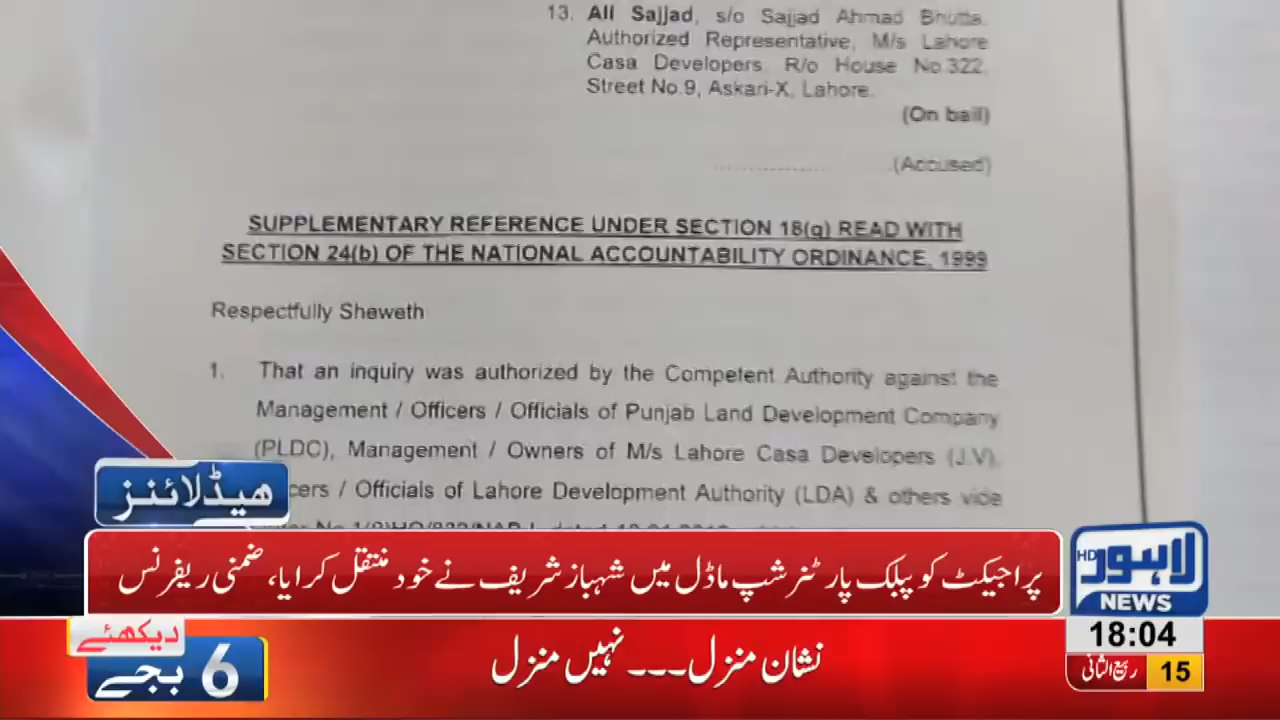 13. Ali Sajjad, s/o Sajjad Ahmad Bhutta.
Authorized Representative, M/s Lahore
Casa Developers, R/o House No.322,
Street No.9, Askari-X, Lahore.
(On bail)
.............. .(Accused)
SUPPLEMENTARY REFERENCE UNDER SECTION 18(g) READ WITH
SECTION 24(b) OF THE NATIONAL ACCOUNTABILITY ORDINANCE, 1999
Respectfully Sheweth
1. That an inquiry was authorized by the Competent Authority against the
Management / Officers / Officials of Punjab Land Development Company
(PLDC), Management / Owners of M/s Lahore Casa Developers (J.V),
cers / Officials of Lahore Development Authority (LDA) & others vide
ہیڈلائنز
پراجیکٹ کو پبلک پارٹنرشپ ماڈل میں شہباز شریف نے خود منتقل کرایا، ضمنی ریفرنس
لاہور HD
NEWS
دیکھئے
6 بجے
نشان منزل ۔۔۔ نہیں منزل
18:04
15 ربیع الثانی